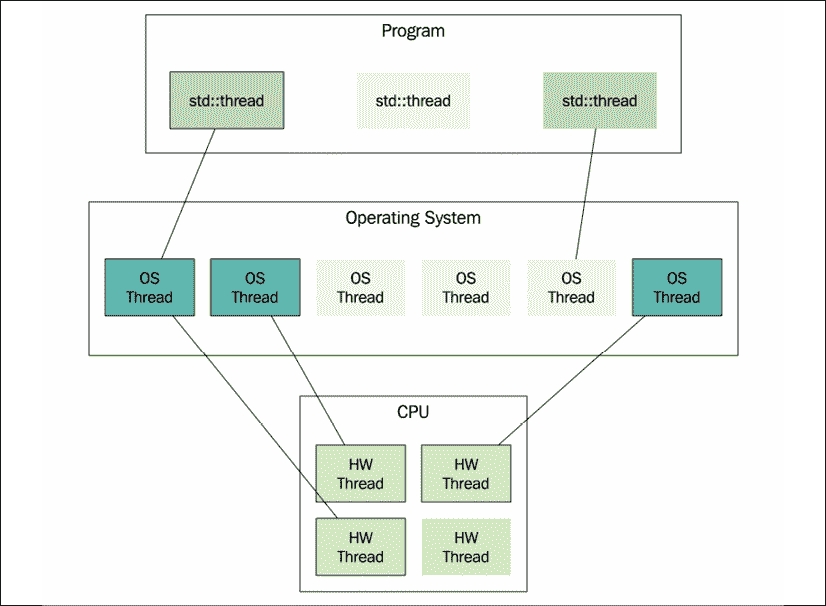 Program
std::thread
std::thread
std::thread
Operating System
OS
Thread
OS
Thread
OS
Thread
OS
Thread
OS
Thread
OS
Thread
CPU
HW
Thread
HW
Thread
HW
Thread
HW
Thread